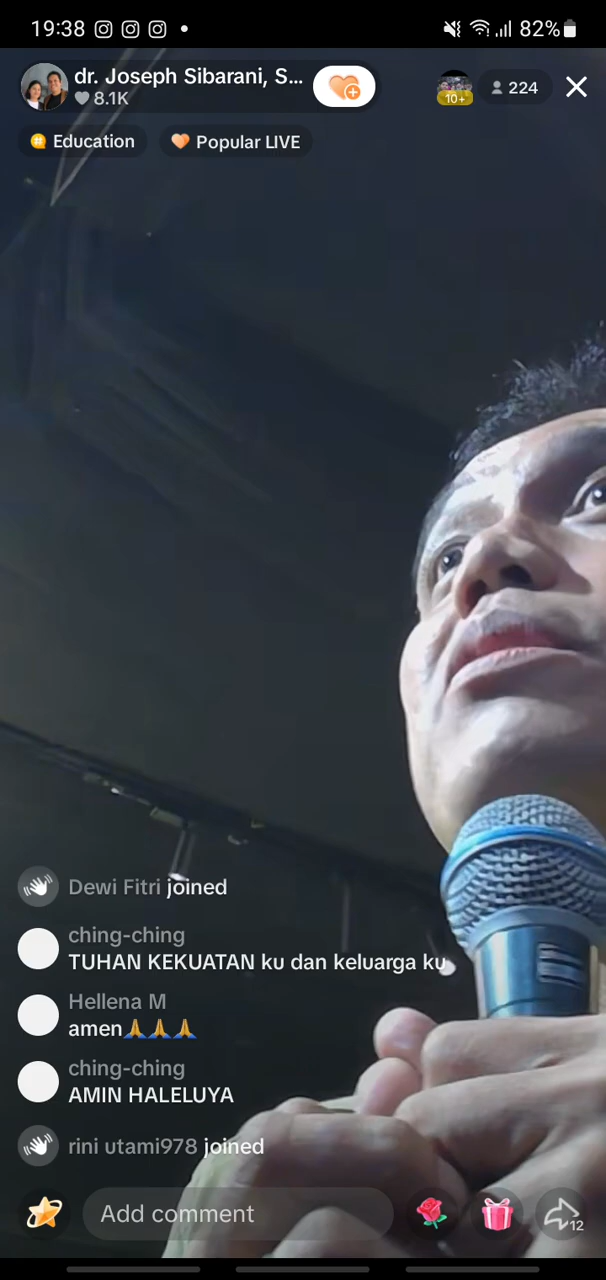 19:38
82%
dr. Joseph Sibarani, S...
8.1K
10+
224
Education
Popular LIVE
Dewi Fitri joined
ching-ching
TUHAN KEKUATAN ku dan keluarga ku
Hellena M
amen🙏🙏🙏
ching-ching
AMIN HALELUYA
rini utami978 joined
Add comment
12